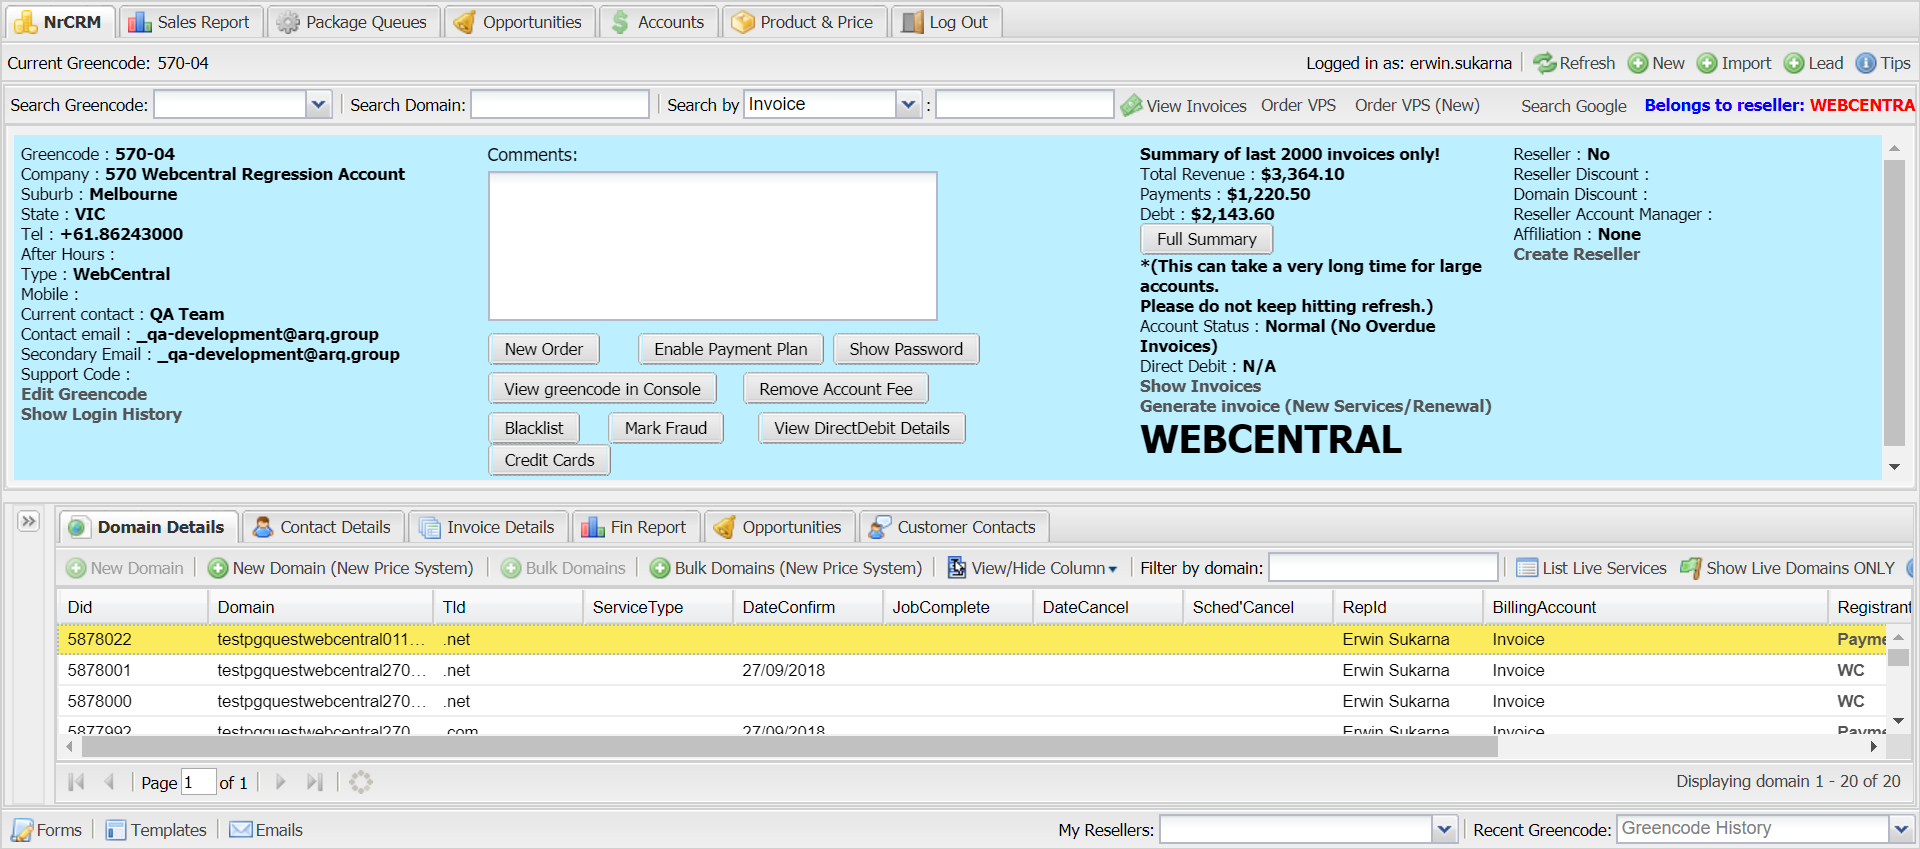 NrCRM Sales Report Package Queues Opportunities Accounts Product & Price Log Out
Current Greencode: 570-04 Logged in as: erwin.sukarna Refresh New Import Lead Tips
Search Greencode: Search Domain: Search by Invoice : View Invoices Order VPS Order VPS (New) Search Google Belongs to reseller: WEBCENTRA
Greencode : 570-04
Company : 570 Webcentral Regression Account
Suburb : Melbourne
State : VIC
Tel : +61.86243000
After Hours :
Type : WebCentral
Mobile :
Current contact : QA Team
Contact email : _qa-development@arq.group
Secondary Email : _qa-development@arq.group
Support Code :
Edit Greencode
Show Login History
Comments:
New Order Enable Payment Plan Show Password
View greencode in Console Remove Account Fee
Blacklist Mark Fraud View DirectDebit Details
Credit Cards
Summary of last 2000 invoices only!
Total Revenue : $3,364.10
Payments : $1,220.50
Debt : $2,143.60
Full Summary
*(This can take a very long time for large
accounts.
Please do not keep hitting refresh.)
Account Status : Normal (No Overdue
Invoices)
Direct Debit : N/A
Show Invoices
Generate invoice (New Services/Renewal)
WEBCENTRAL
Reseller : No
Reseller Discount :
Domain Discount :
Reseller Account Manager :
Affiliation : None
Create Reseller
Domain Details Contact Details Invoice Details Fin Report Opportunities Customer Contacts
New Domain New Domain (New Price System) Bulk Domains Bulk Domains (New Price System) View/Hide Column Filter by domain: List Live Services Show Live Domains ONLY
Did Domain Tld ServiceType DateConfirm JobComplete DateCancel Sched'Cancel RepId BillingAccount Registrant
5878022 testpgquestwebcentral011... .net Erwin Sukarna Invoice Payme
5878001 testpgquestwebcentral270... .net 27/09/2018 Erwin Sukarna Invoice WC
5878000 testpgquestwebcentral270... .net Erwin Sukarna Invoice WC
5877992 testpgquestwebcentral270... .com 27/09/2018 Erwin Sukarna Invoice Payme
Page 1 of 1 Displaying domain 1 - 20 of 20
Forms Templates Emails My Resellers: Recent Greencode: Greencode History